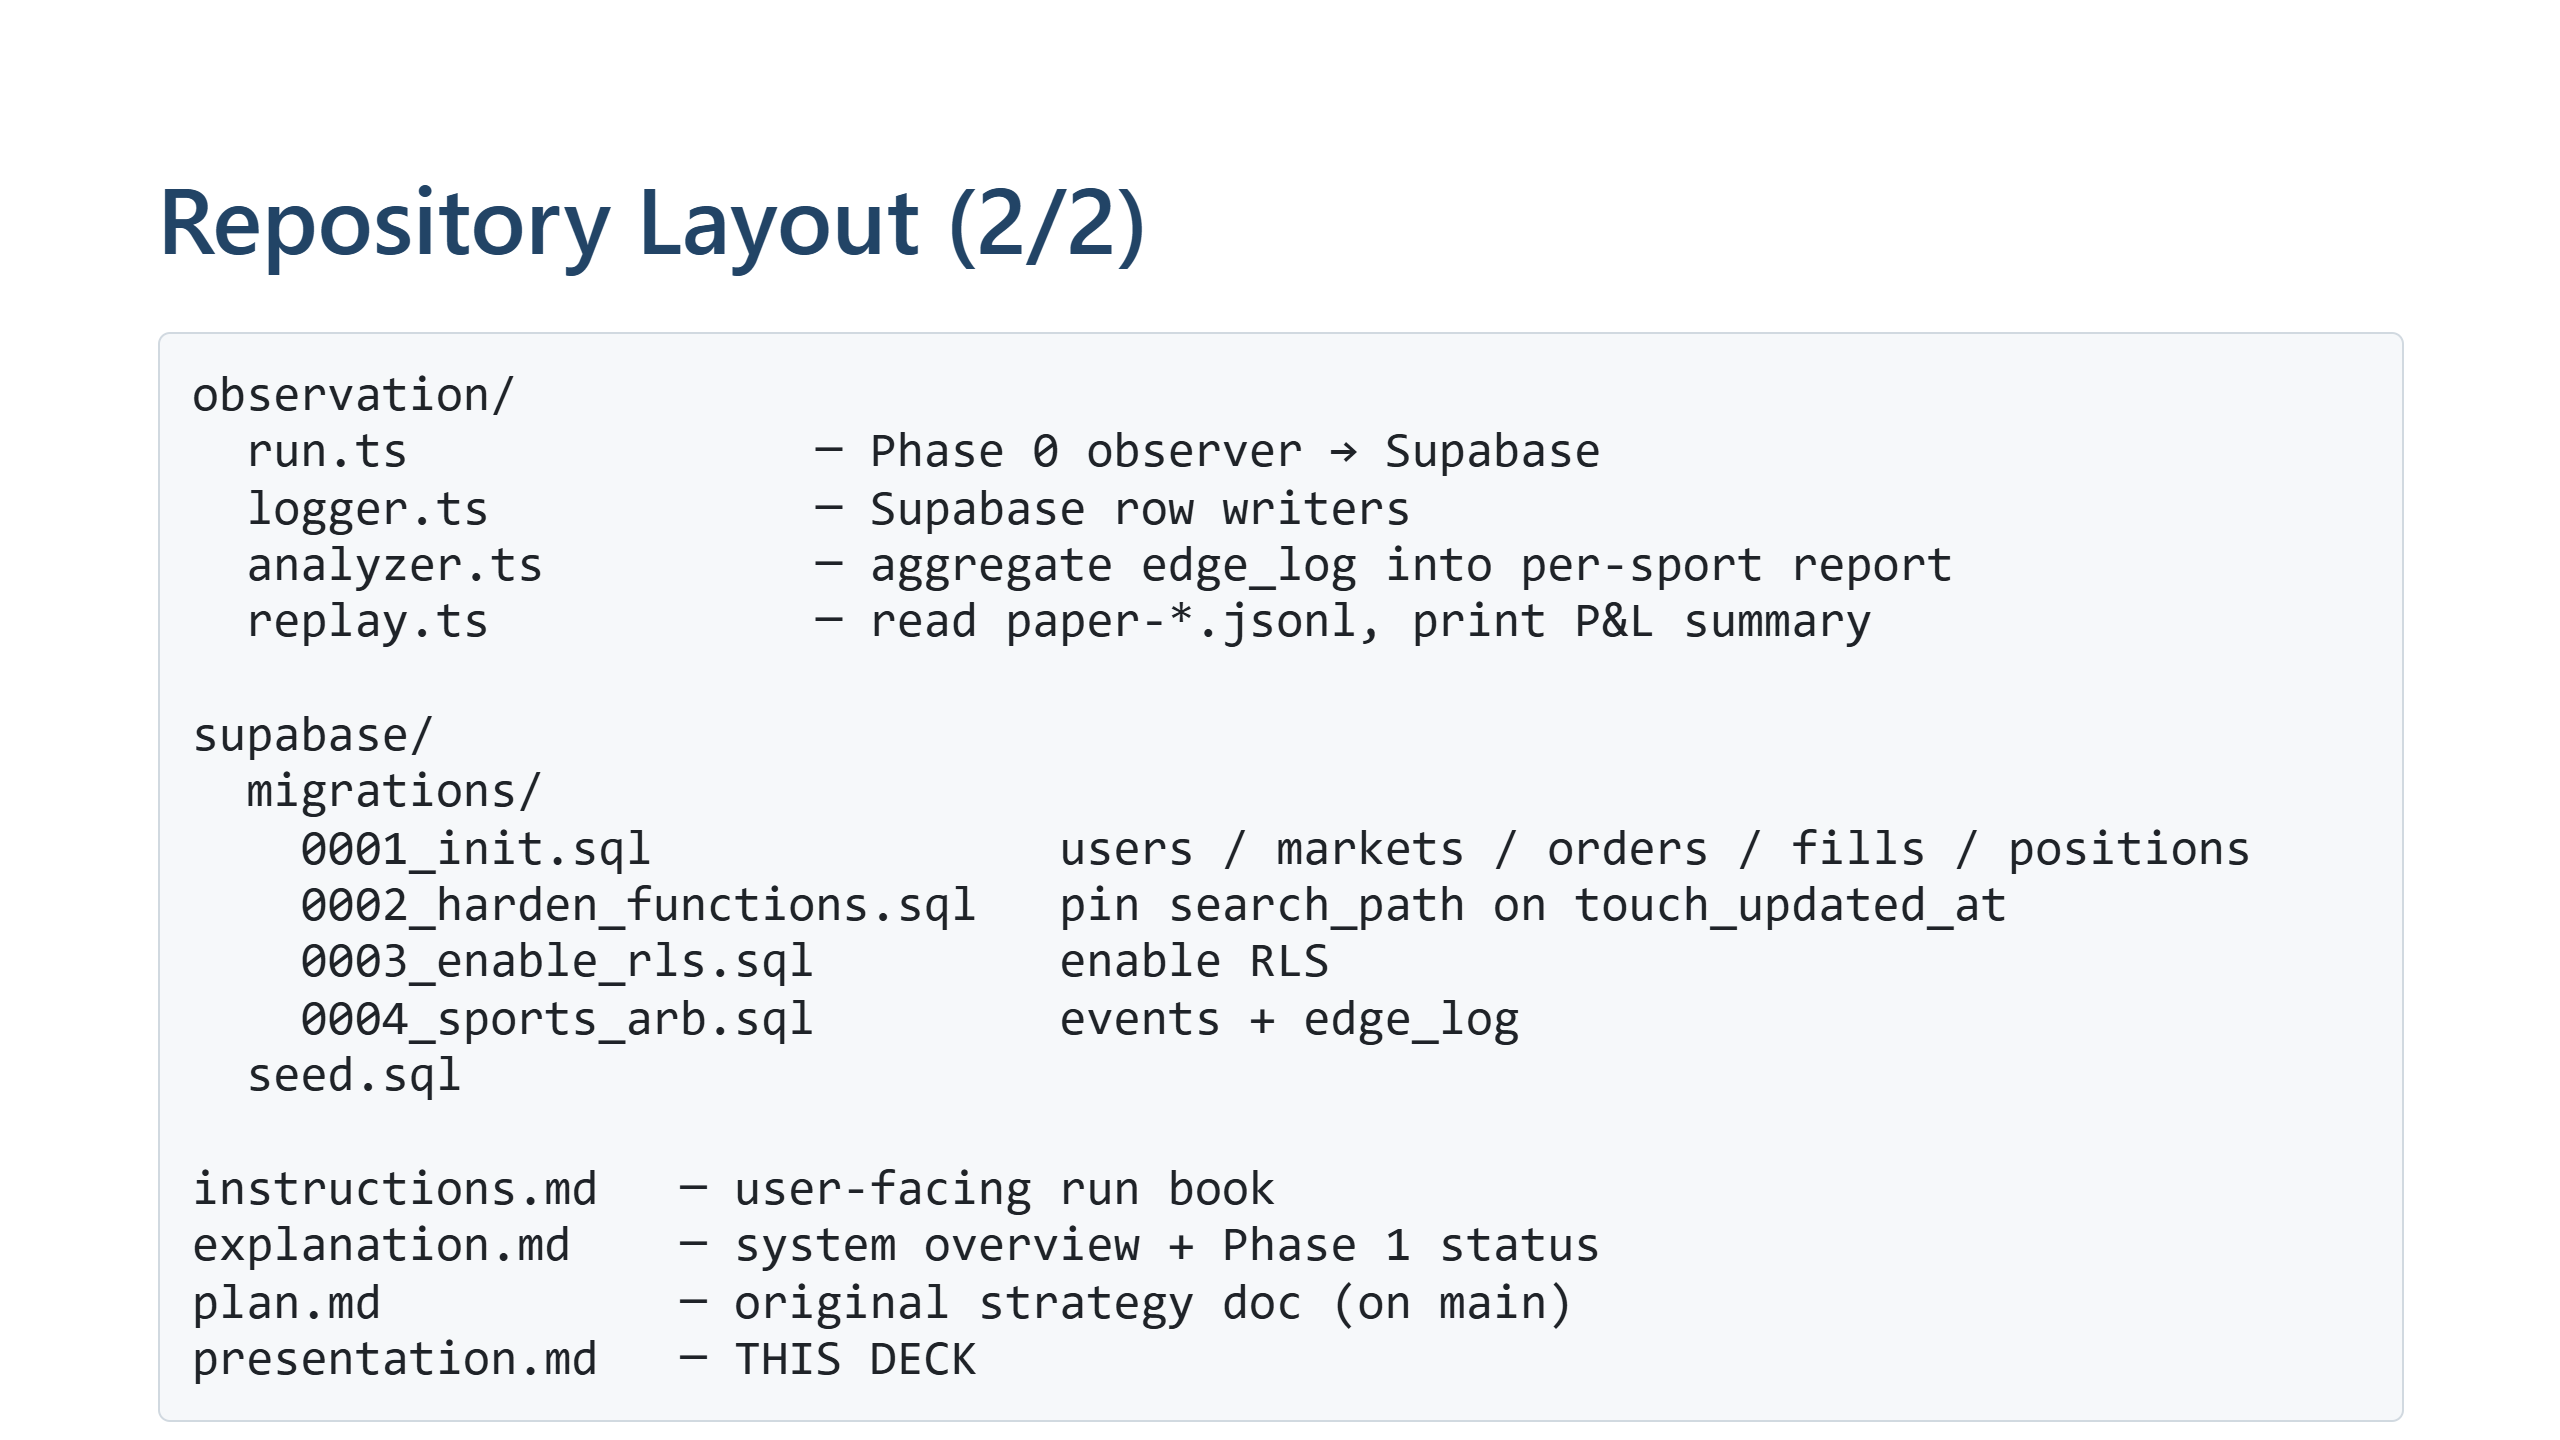 Repository Layout (2/2)
observation/
  run.ts               — Phase 0 observer → Supabase
  logger.ts            — Supabase row writers
  analyzer.ts          — aggregate edge_log into per-sport report
  replay.ts            — read paper-*.jsonl, print P&L summary

supabase/
  migrations/
    0001_init.sql               users / markets / orders / fills / positions
    0002_harden_functions.sql   pin search_path on touch_updated_at
    0003_enable_rls.sql         enable RLS
    0004_sports_arb.sql         events + edge_log
  seed.sql

instructions.md   — user-facing run book
explanation.md    — system overview + Phase 1 status
plan.md           — original strategy doc (on main)
presentation.md   — THIS DECK